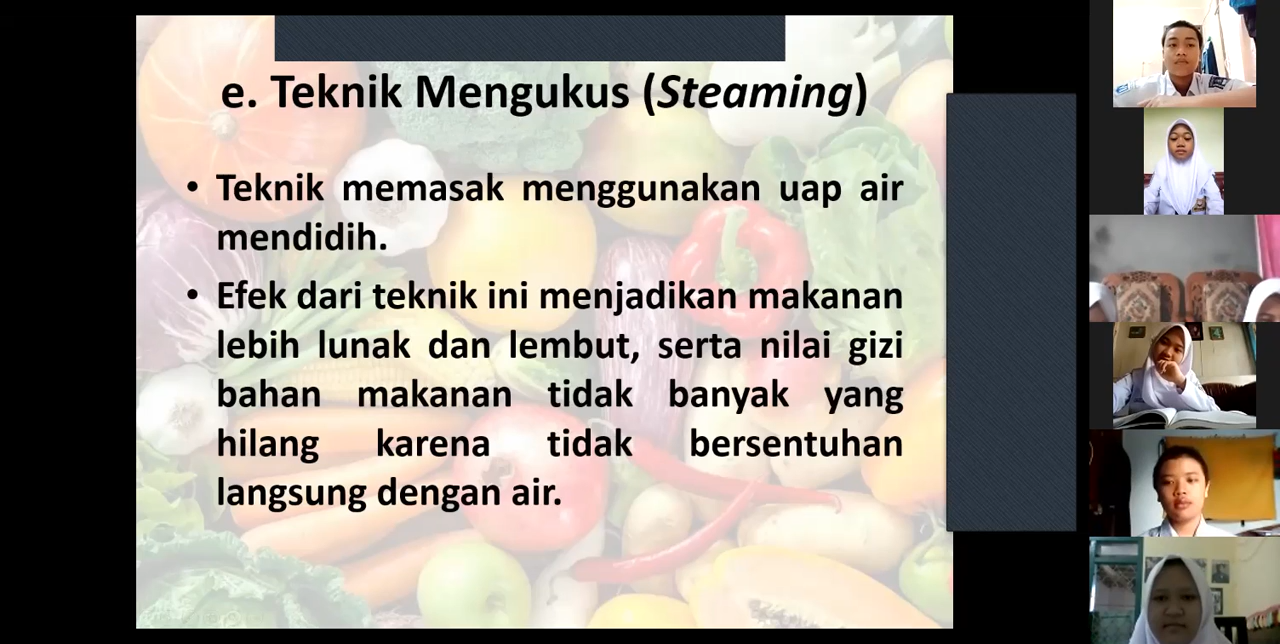 e. Teknik Mengukus (Steaming)
• Teknik memasak menggunakan uap air
mendidih.
• Efek dari teknik ini menjadikan makanan
lebih lunak dan lembut, serta nilai gizi
bahan makanan tidak banyak yang
hilang karena tidak bersentuhan
langsung dengan air.